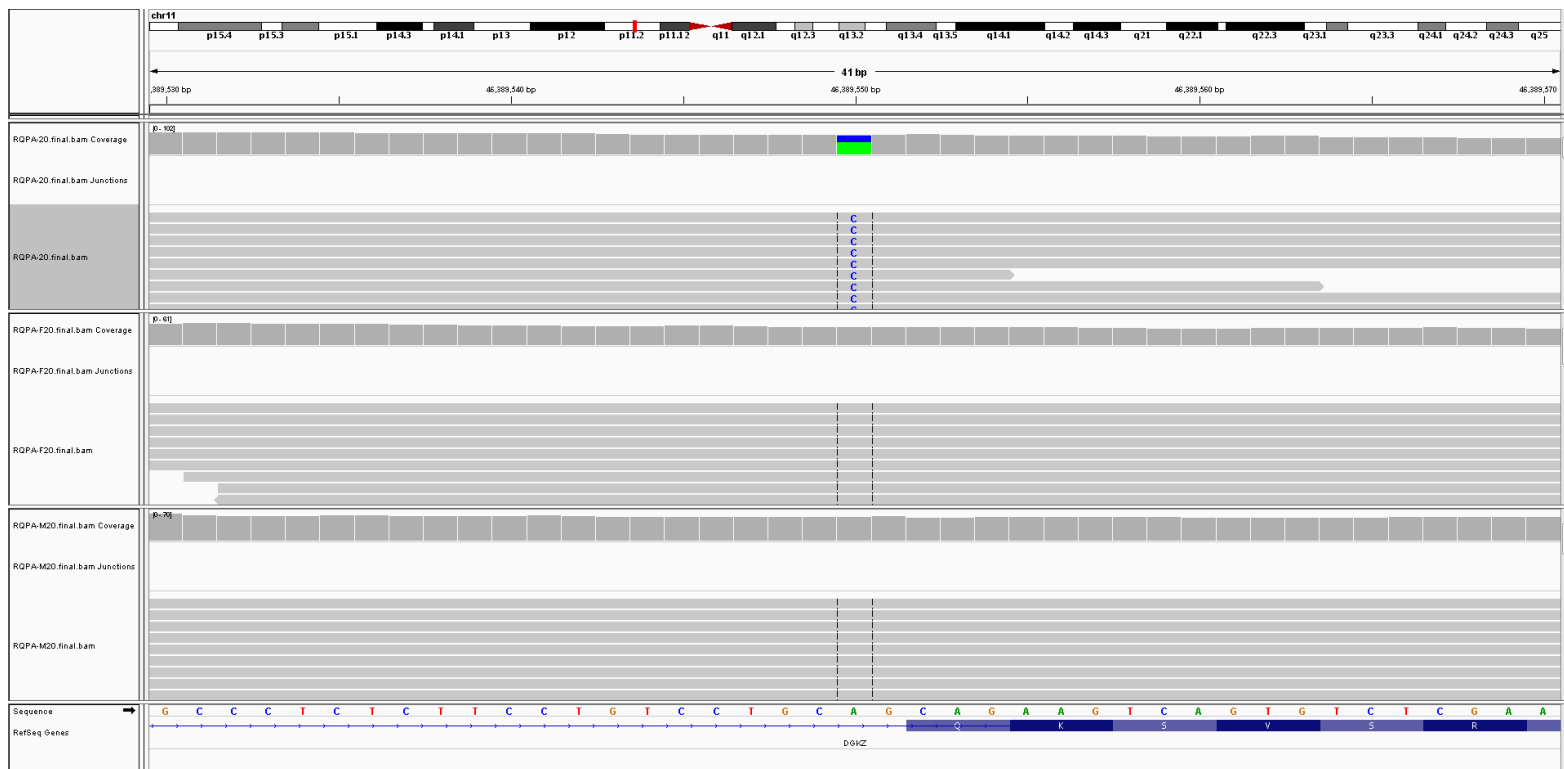 chr11
p15.4 p15.3 p15.1 p14.3 p14.1 p13 p12 p11.2 p11.12 q11 q12.1 q12.3 q13.2 q13.4 q13.5 q14.1 q14.2 q14.3 q21 q22.1 q22.3 q23.1 q23.3 q24.1 q24.2 q24.3 q25
41 bp
,389,530 bp 46,389,540 bp 46,389,550 bp 46,389,560 bp 46,389,570
[0 - 102]
RQPA-20.final.bam Coverage
RQPA-20.final.bam Junctions
C
C
C
C
C
RQPA-20.final.bam
C
C
C
[0 - 61]
RQPA-F20.final.bam Coverage
RQPA-F20.final.bam Junctions
RQPA-F20.final.bam
[0 - 70]
RQPA-M20.final.bam Coverage
RQPA-M20.final.bam Junctions
RQPA-M20.final.bam
Sequence G C C C T C T C T T C C T G T C C T G C A G C A G A A G T C A G T G T C T C G A A
RefSeq Genes Q K S V S R
DGKZ